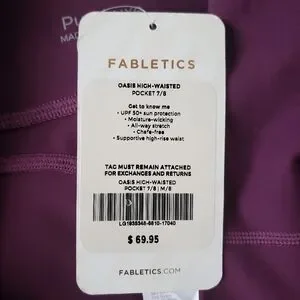 Pu
MAD
FABLETICS
OASIS HIGH-WAISTED
POCKET 7/8
Get to know me
• UPF 50+ sun protection
• Moisture-wicking
• All-way stretch
• Chafe-free
• Supportive high-rise waist
TAG MUST REMAIN ATTACHED
FOR EXCHANGES AND RETURNS
OASIS HIGH-WAISTED
POCKET 7/8 | M/8
$ 69.95
FABLETICS.COM